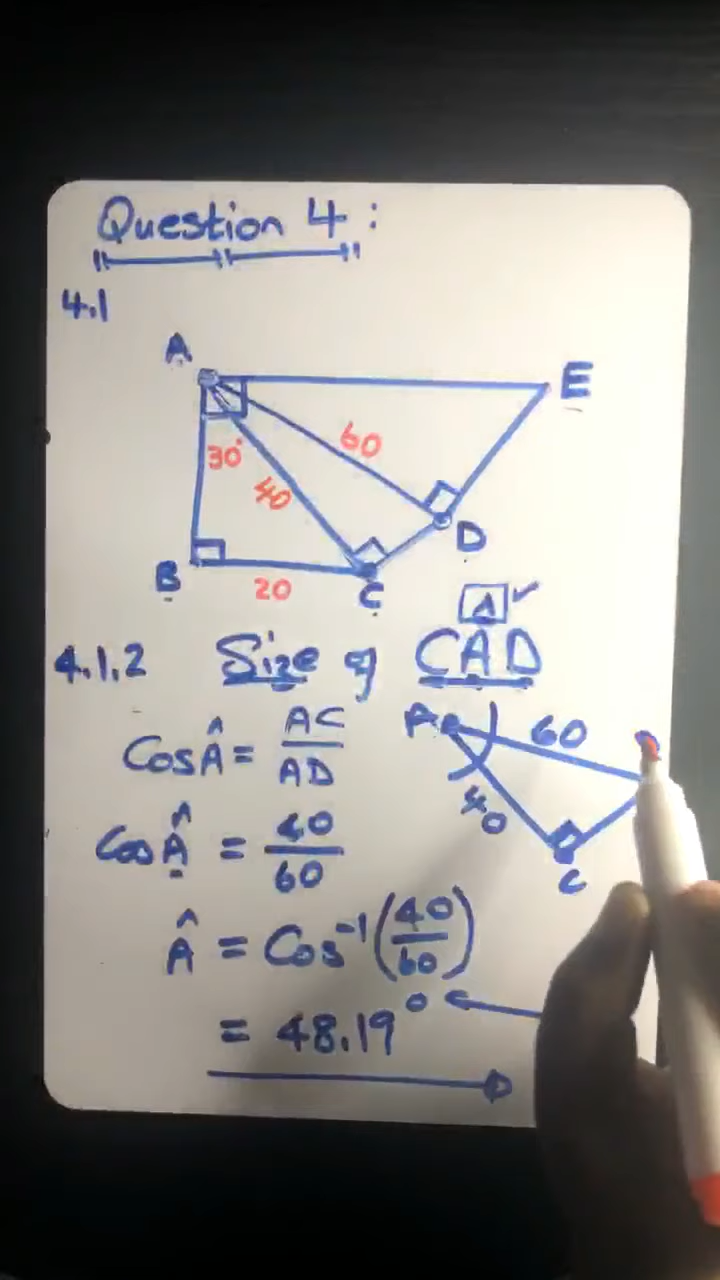 Question 4:
4.1
A
E
30°
60
40
D
B
20
C
4.1.2 Size of CAD
Cos Â = AC/AD
A
60
40
C
Cos Â = 40/60
Â = Cos⁻¹(40/60)
= 48.19°